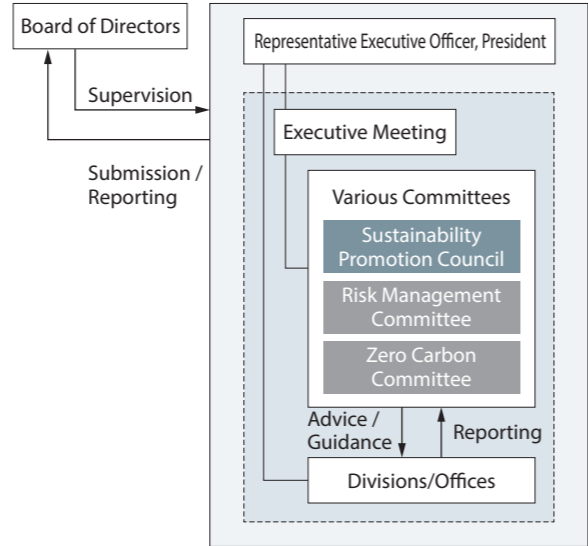 Board of Directors
Representative Executive Officer, President
Supervision
Submission /
Reporting
Executive Meeting
Various Committees
Sustainability
Promotion Council
Risk Management
Committee
Zero Carbon
Committee
Advice /
Guidance
Reporting
Divisions/Offices